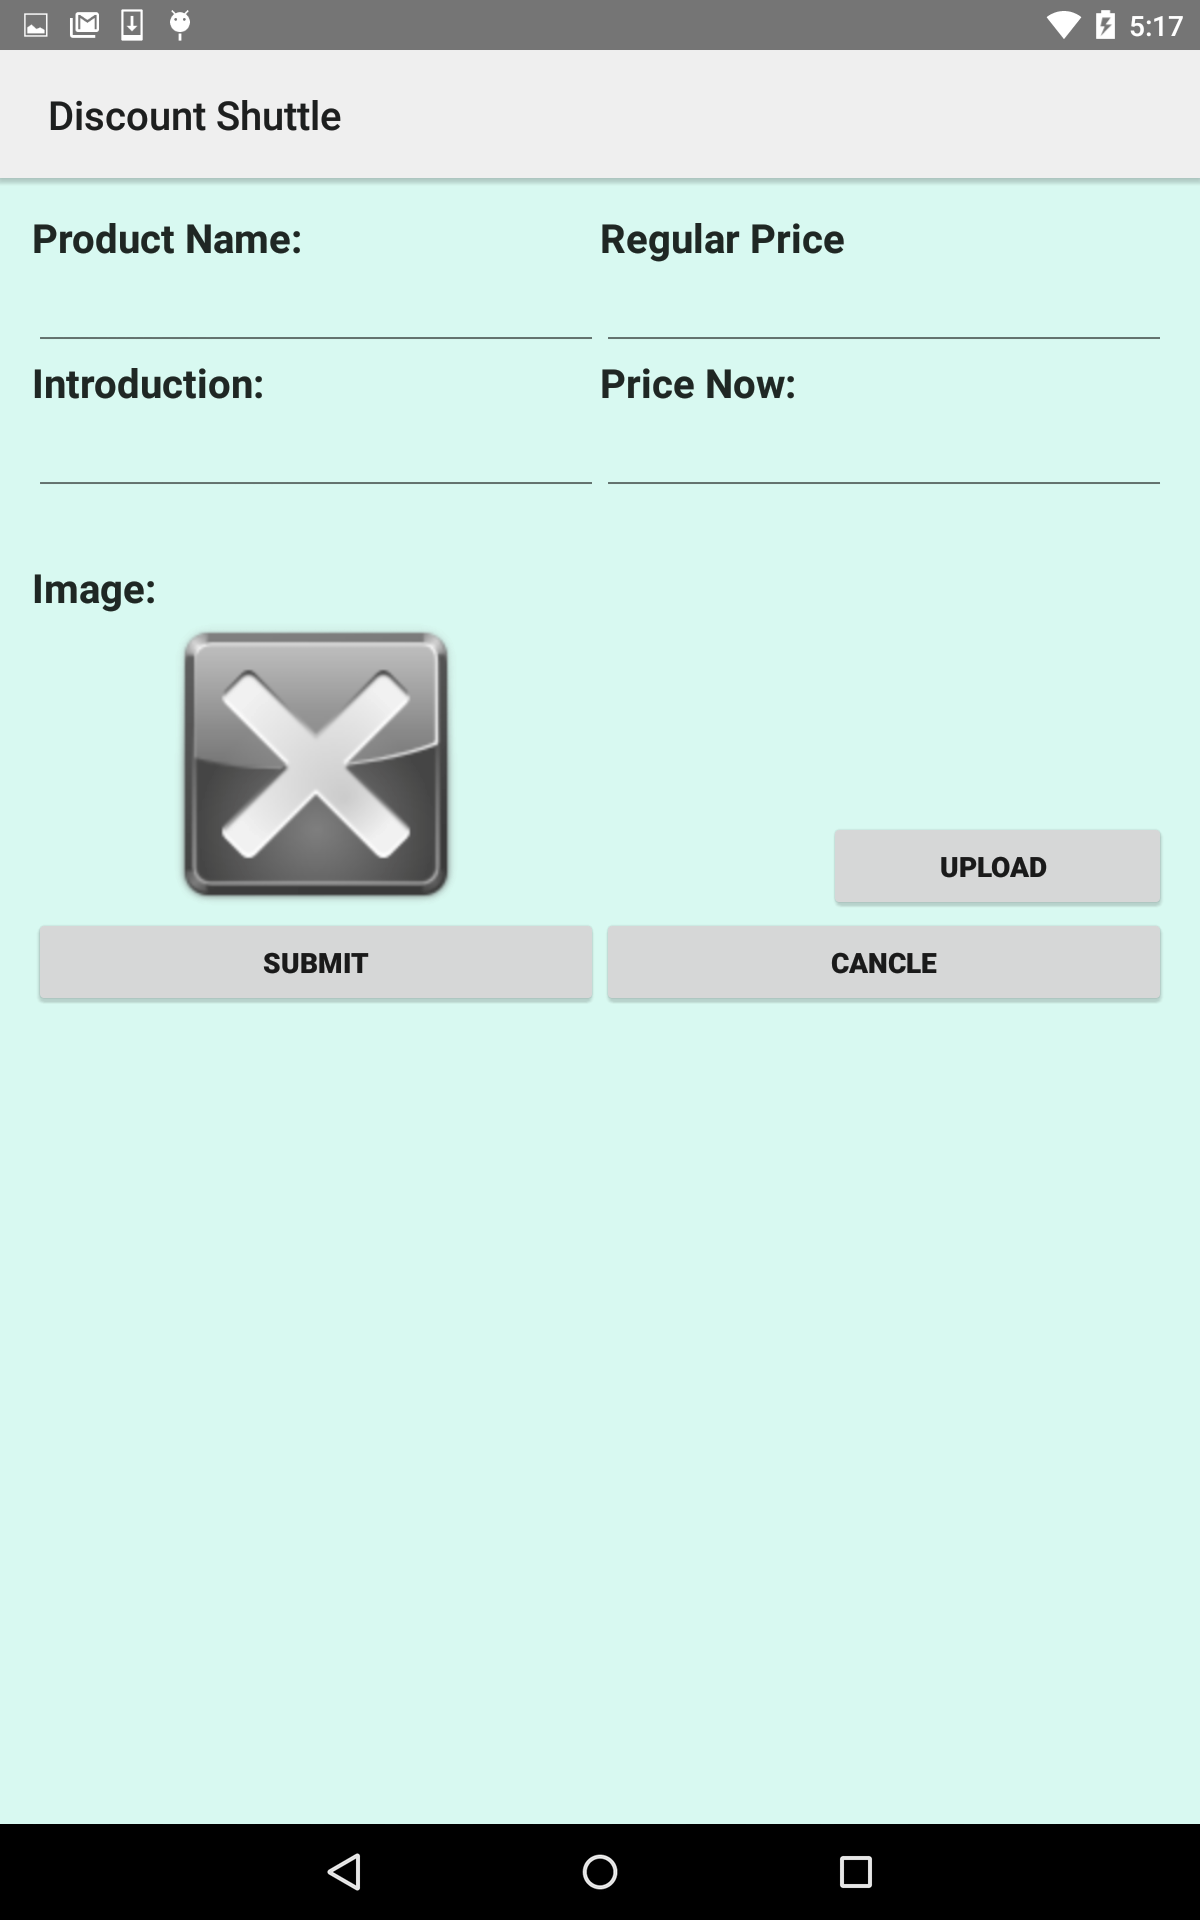 5:17
Discount Shuttle
Product Name:
Regular Price
Introduction:
Price Now:
Image:
UPLOAD
SUBMIT
CANCLE